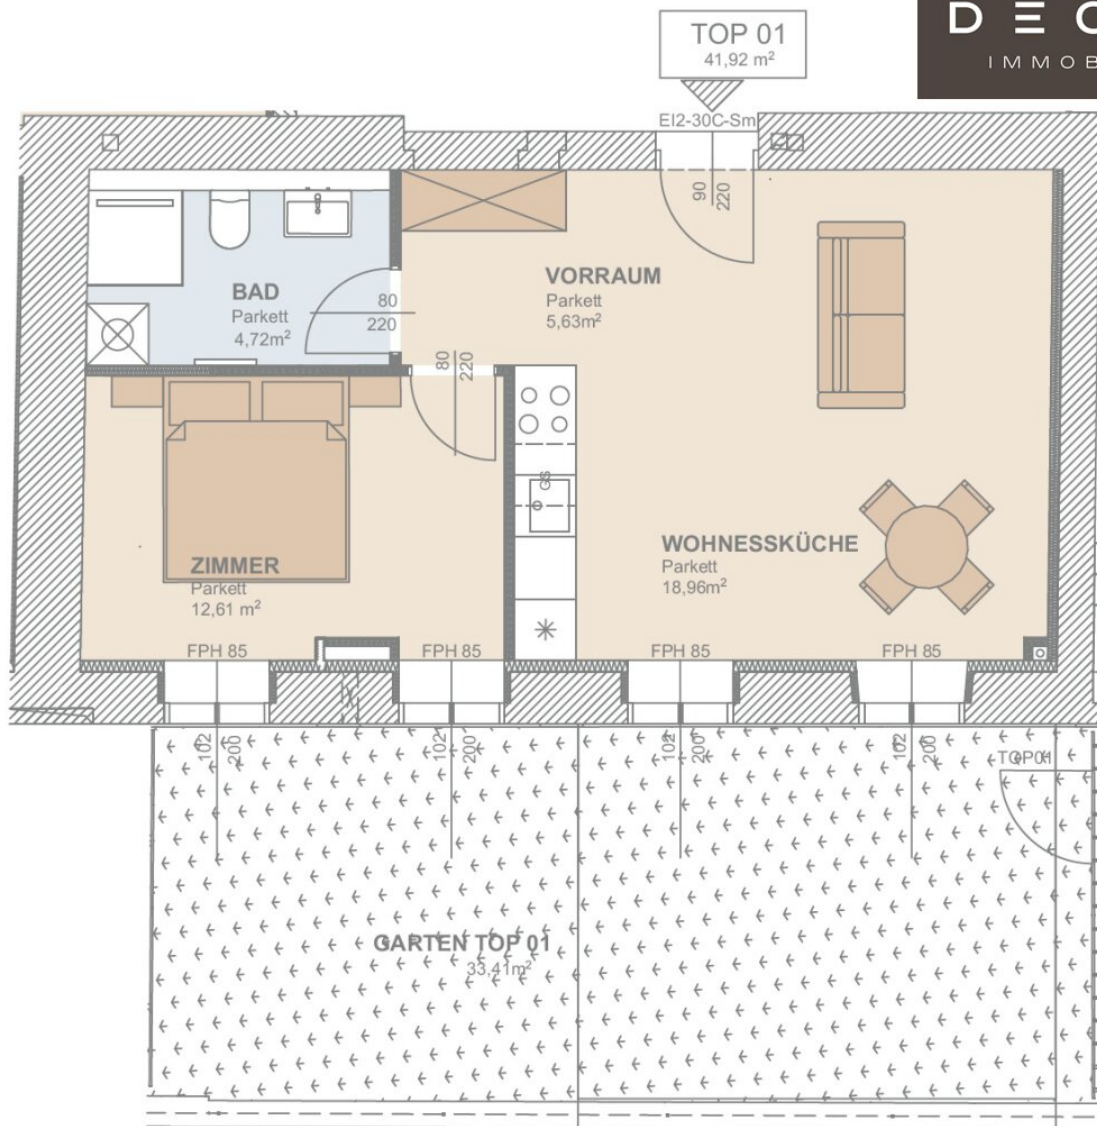 TOP 01
41,92 m²
EI2-30C-Sm
90
220
BAD
Parkett
4,72m²
80
220
VORRAUM
Parkett
5,63m²
80
220
GS
ZIMMER
Parkett
12,61 m²
WOHNESSKÜCHE
Parkett
18,96m²
FPH 85
FPH 85
FPH 85
FPH 85
102
200
102
200
102
200
102
200
TOP01
GARTEN TOP 01
33,41m²